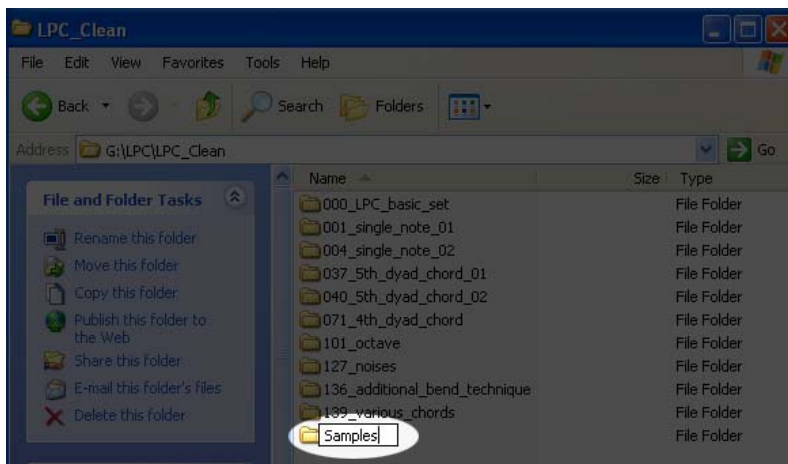 LPC_Clean
File Edit View Favorites Tools Help
Back Search Folders
Address G:\LPC\LPC_Clean Go
File and Folder Tasks
Rename this folder
Move this folder
Copy this folder
Publish this folder to
the Web
Share this folder
E-mail this folder's files
Delete this folder
Name Size Type
000_LPC_basic_set File Folder
001_single_note_01 File Folder
004_single_note_02 File Folder
037_5th_dyad_chord_01 File Folder
040_5th_dyad_chord_02 File Folder
071_4th_dyad_chord File Folder
101_octave File Folder
127_noises File Folder
136_additional_bend_technique File Folder
139_various_chords File Folder
Samples File Folder